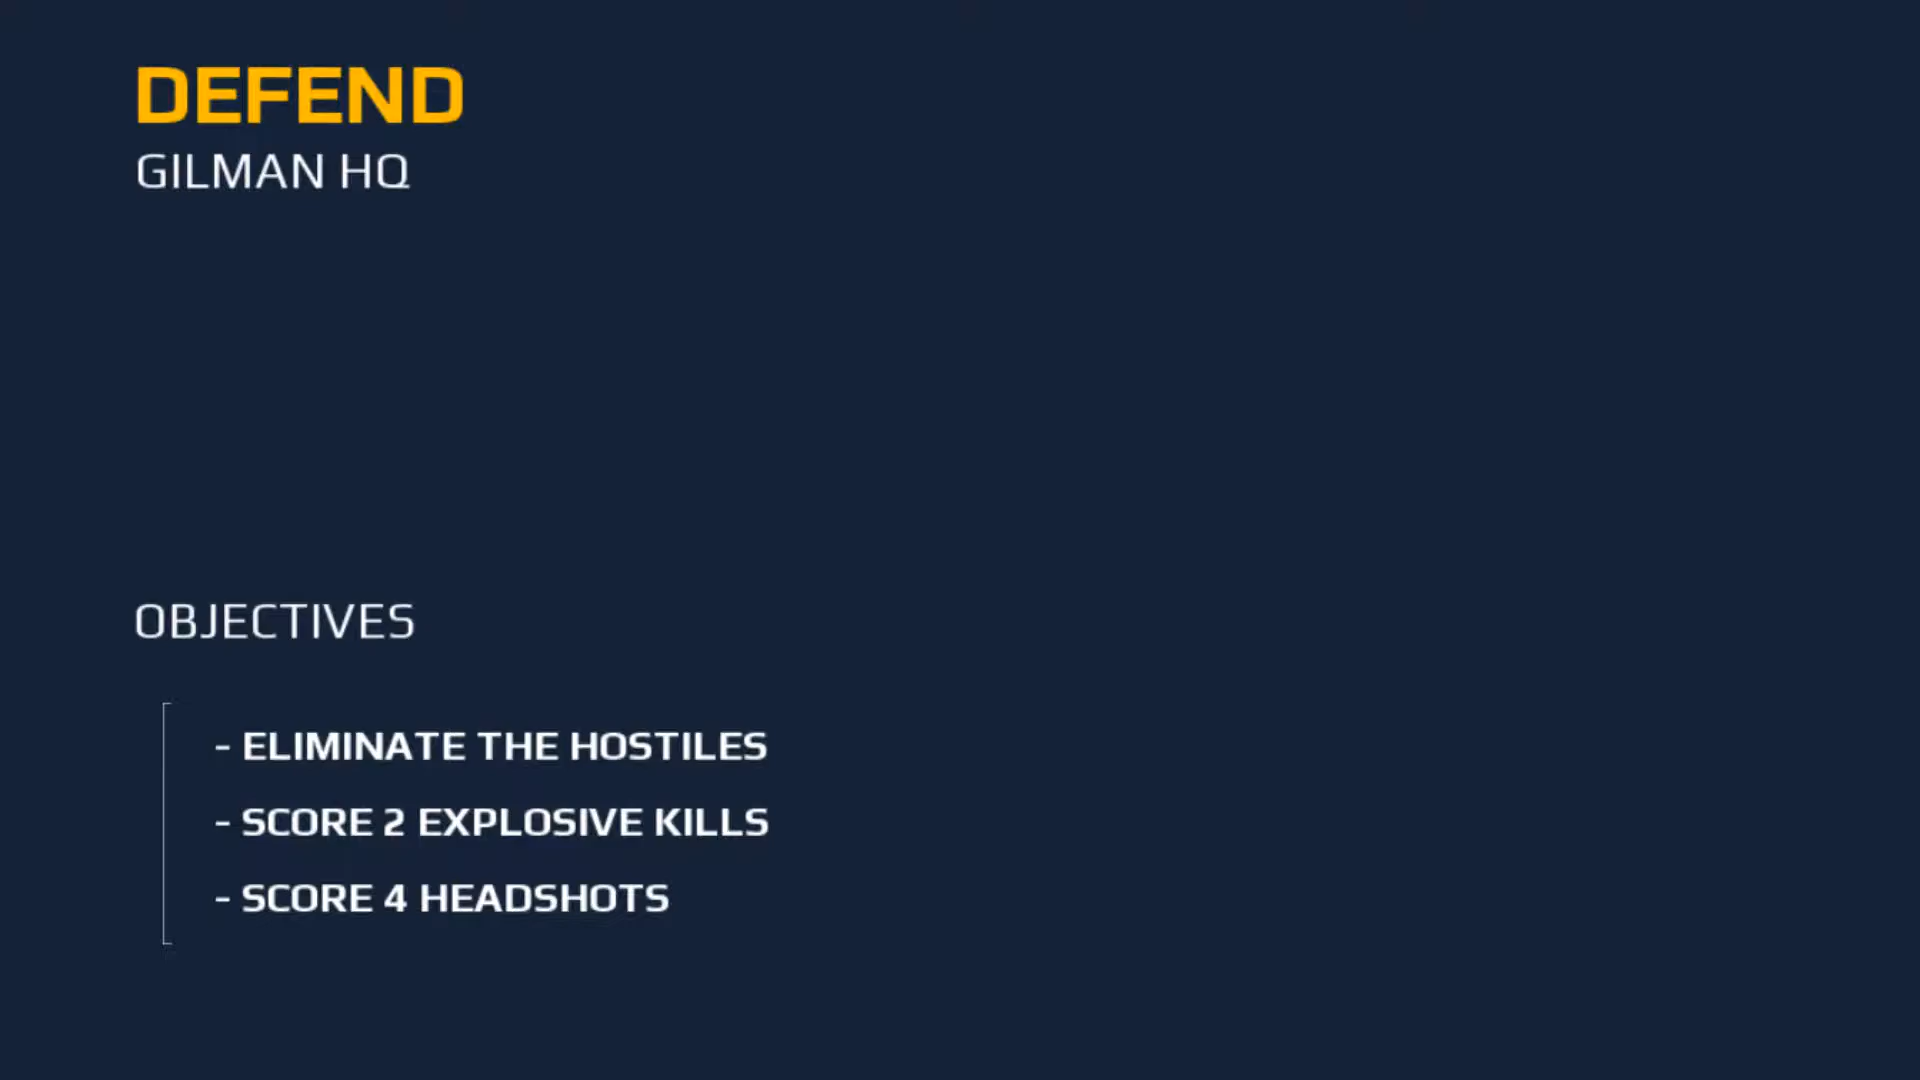 DEFEND
GILMAN HQ
OBJECTIVES
- ELIMINATE THE HOSTILES
- SCORE 2 EXPLOSIVE KILLS
- SCORE 4 HEADSHOTS